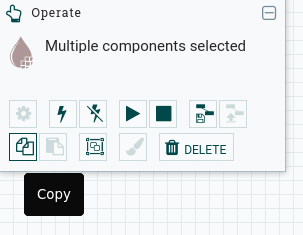 Operate
Multiple components selected
DELETE
Copy